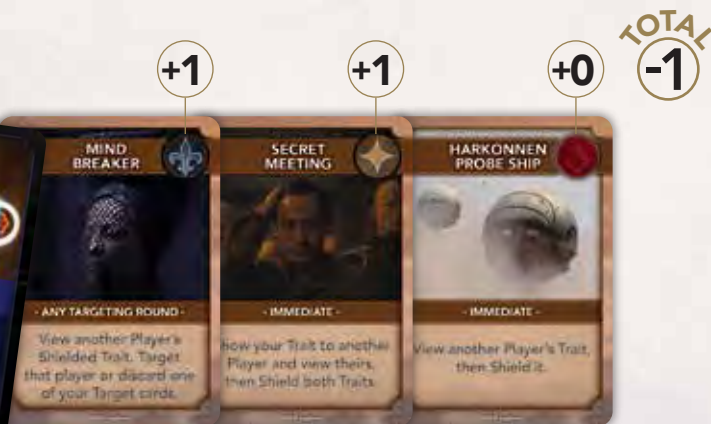 TOTAL
+1
+1
+0
-1
MIND
BREAKER
SECRET
MEETING
HARKONNEN
PROBE SHIP
- ANY TARGETING ROUND -
- IMMEDIATE -
- IMMEDIATE -
View another Player's
Shielded Trait. Target
that player or discard one
of your Target cards.
how your Trait to another
Player and view theirs,
then Shield both Traits.
View another Player's Trait,
then Shield it.